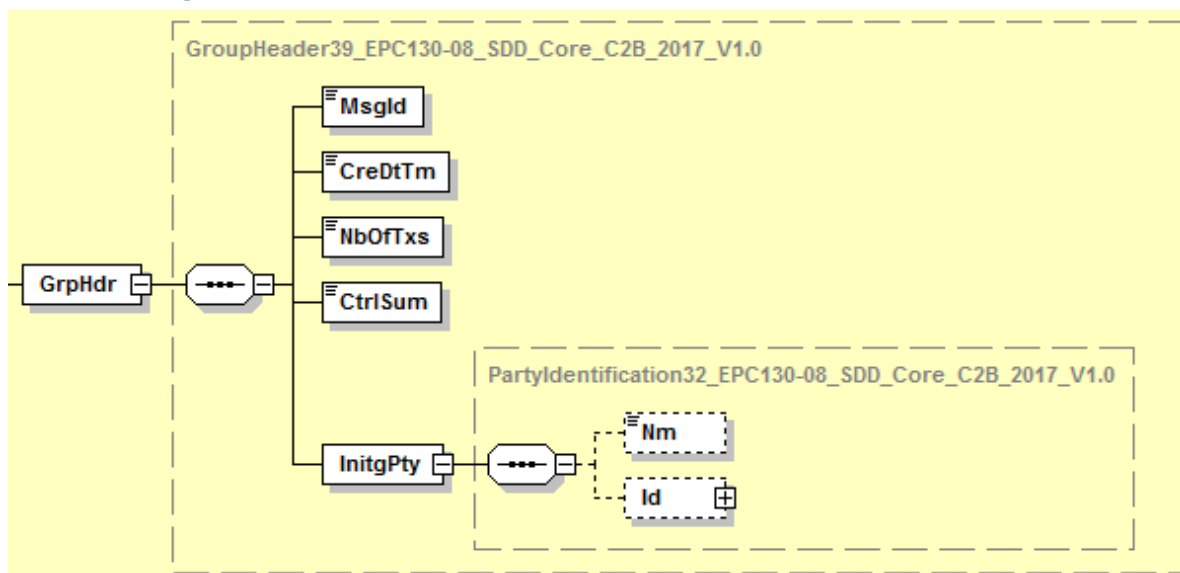 GroupHeader39_EPC130-08_SDD_Core_C2B_2017_V1.0
MsgId
CreDtTm
NbOfTxs
GrpHdr
CtrlSum
PartyIdentification32_EPC130-08_SDD_Core_C2B_2017_V1.0
Nm
InitgPty
Id